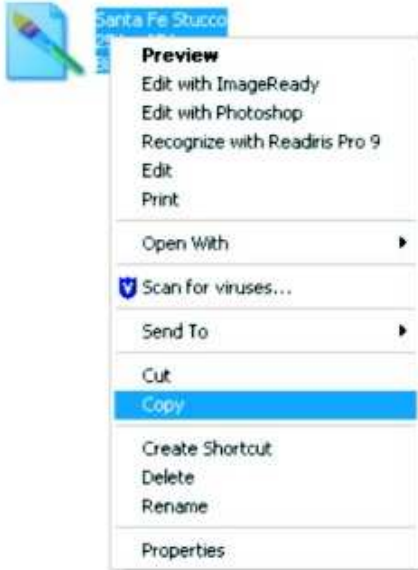 Santa Fe Stucco
Preview
Edit with ImageReady
Edit with Photoshop
Recognize with Readiris Pro 9
Edit
Print
Open With
Scan for viruses...
Send To
Cut
Copy
Create Shortcut
Delete
Rename
Properties